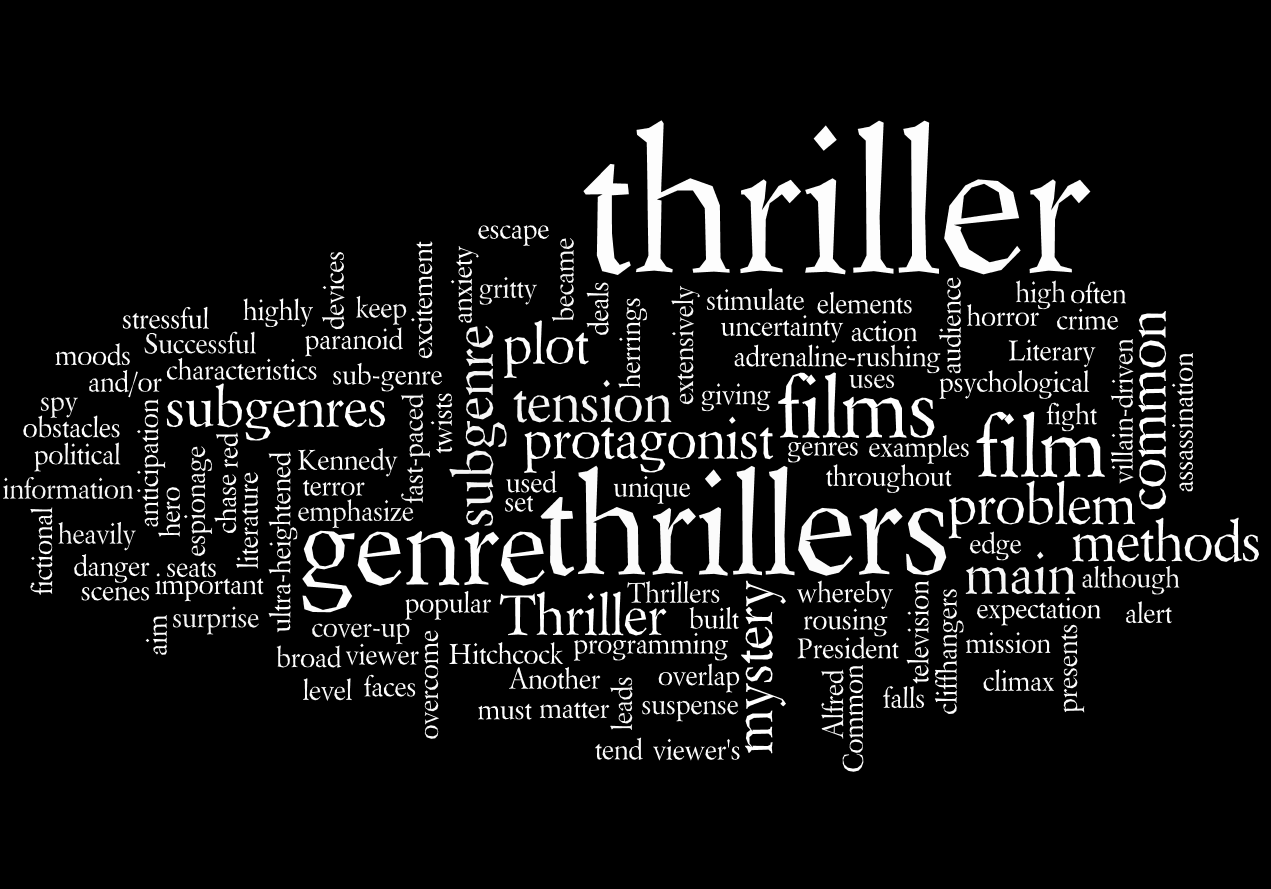 thriller
escape
became
devices
excitement
anxiety
gritty
deals
herrings
extensively
stimulate
elements
audience
high
often
stressful
highly
keep
uncertainty
action
horror
crime
common
moods
Successful
paranoid
subgenre
plot
adrenaline-rushing
Literary
villain-driven
assassination
and/or
characteristics
sub-genre
giving
films
uses
psychological
spy
subgenres
fast-paced
twists
tension
fight
obstacles
anticipation
protagonist
genres
examples
film
political
espionage
chase
red
Kennedy
throughout
information
hero
literature
ultra-heightened
terror
used
unique
thrillers
problem
fictional
heavily
emphasize
set
genre
edge
methods
danger
seats
main
although
scenes
important
popular
Thriller
Thrillers
mystery
whereby
television
cliffhangers
expectation
alert
aim
surprise
cover-up
overcome
built
rousing
presents
broad
viewer
Hitchcock
programming
President
mission
level
faces
Another
overlap
Alfred
Common
falls
climax
must
matter
leads
suspense
tend
viewer's